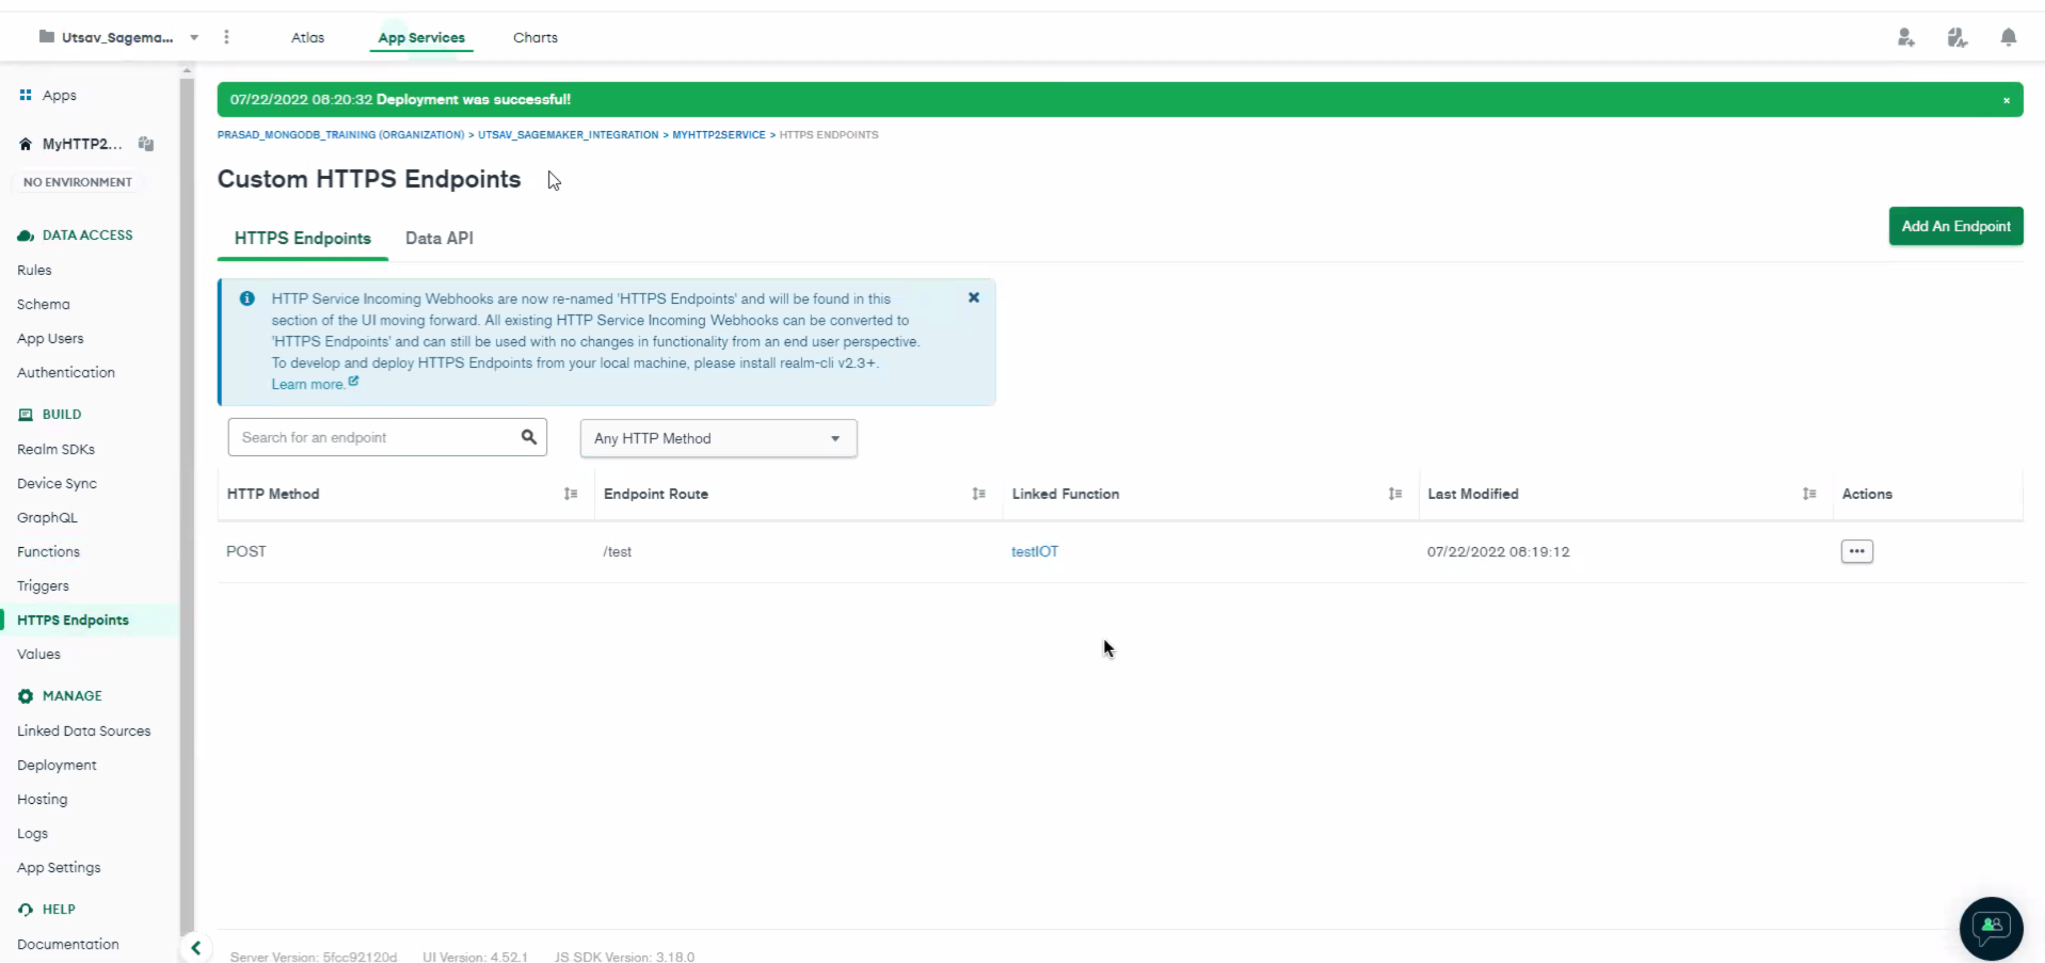 Utsav_Sagema...
Atlas
App Services
Charts
Apps
MyHTTP2...
NO ENVIRONMENT
DATA ACCESS
Rules
Schema
App Users
Authentication
BUILD
Realm SDKs
Device Sync
GraphQL
Functions
Triggers
HTTPS Endpoints
Values
MANAGE
Linked Data Sources
Deployment
Hosting
Logs
App Settings
HELP
Documentation
07/22/2022 08:20:32 Deployment was successful!
PRASAD_MONGODB_TRAINING (ORGANIZATION) > UTSAV_SAGEMAKER_INTEGRATION > MYHTTP2SERVICE > HTTPS ENDPOINTS
Custom HTTPS Endpoints
Add An Endpoint
HTTPS Endpoints
Data API
HTTP Service Incoming Webhooks are now re-named 'HTTPS Endpoints' and will be found in this
section of the UI moving forward. All existing HTTP Service Incoming Webhooks can be converted to
'HTTPS Endpoints' and can still be used with no changes in functionality from an end user perspective.
To develop and deploy HTTPS Endpoints from your local machine, please install realm-cli v2.3+.
Learn more.
Search for an endpoint
Any HTTP Method
HTTP Method Endpoint Route Linked Function Last Modified Actions
POST /test testIOT 07/22/2022 08:19:12
Server Version: 5fcc92120d UI Version: 4.52.1 JS SDK Version: 3.18.0